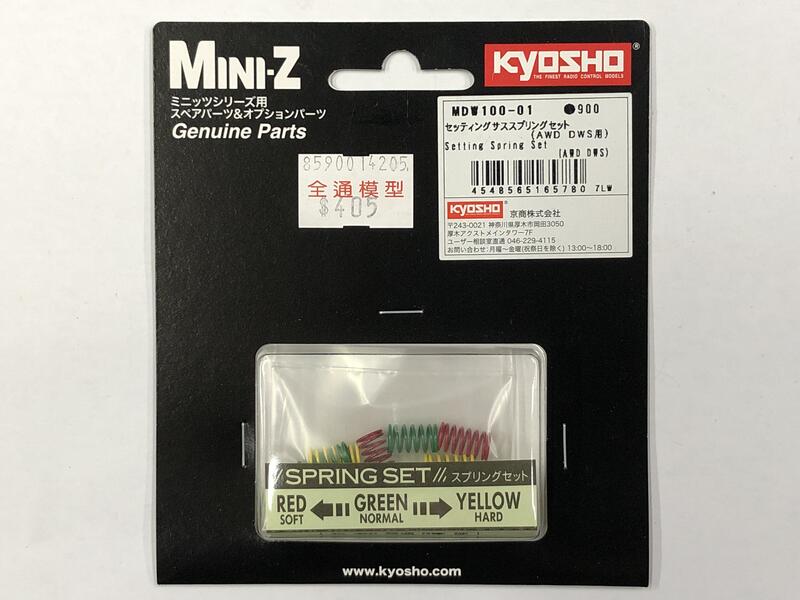 MINI-Z
ミニッツシリーズ用
スペアパーツ&オプションパーツ
Genuine Parts
KYOSHO®
THE FINEST RADIO CONTROL MODELS
MDW100-01 ●900
セッティングサススプリングセット
(AWD DWS用)
Setting Spring Set
(AWD DWS)
4548565165780 7LW
KYOSHO 京商株式会社
THE FINEST RADIO CONTROL MODELS
〒243-0021 神奈川県厚木市岡田3050
厚木アクストメインタワー7F
ユーザー相談室直通 046-229-4115
お問い合わせ:月曜~金曜(祝祭日を除く) 13:00~18:00
8590014205
全通模型
$405
SPRING SET スプリングセット
RED GREEN YELLOW
SOFT NORMAL HARD
www.kyosho.com